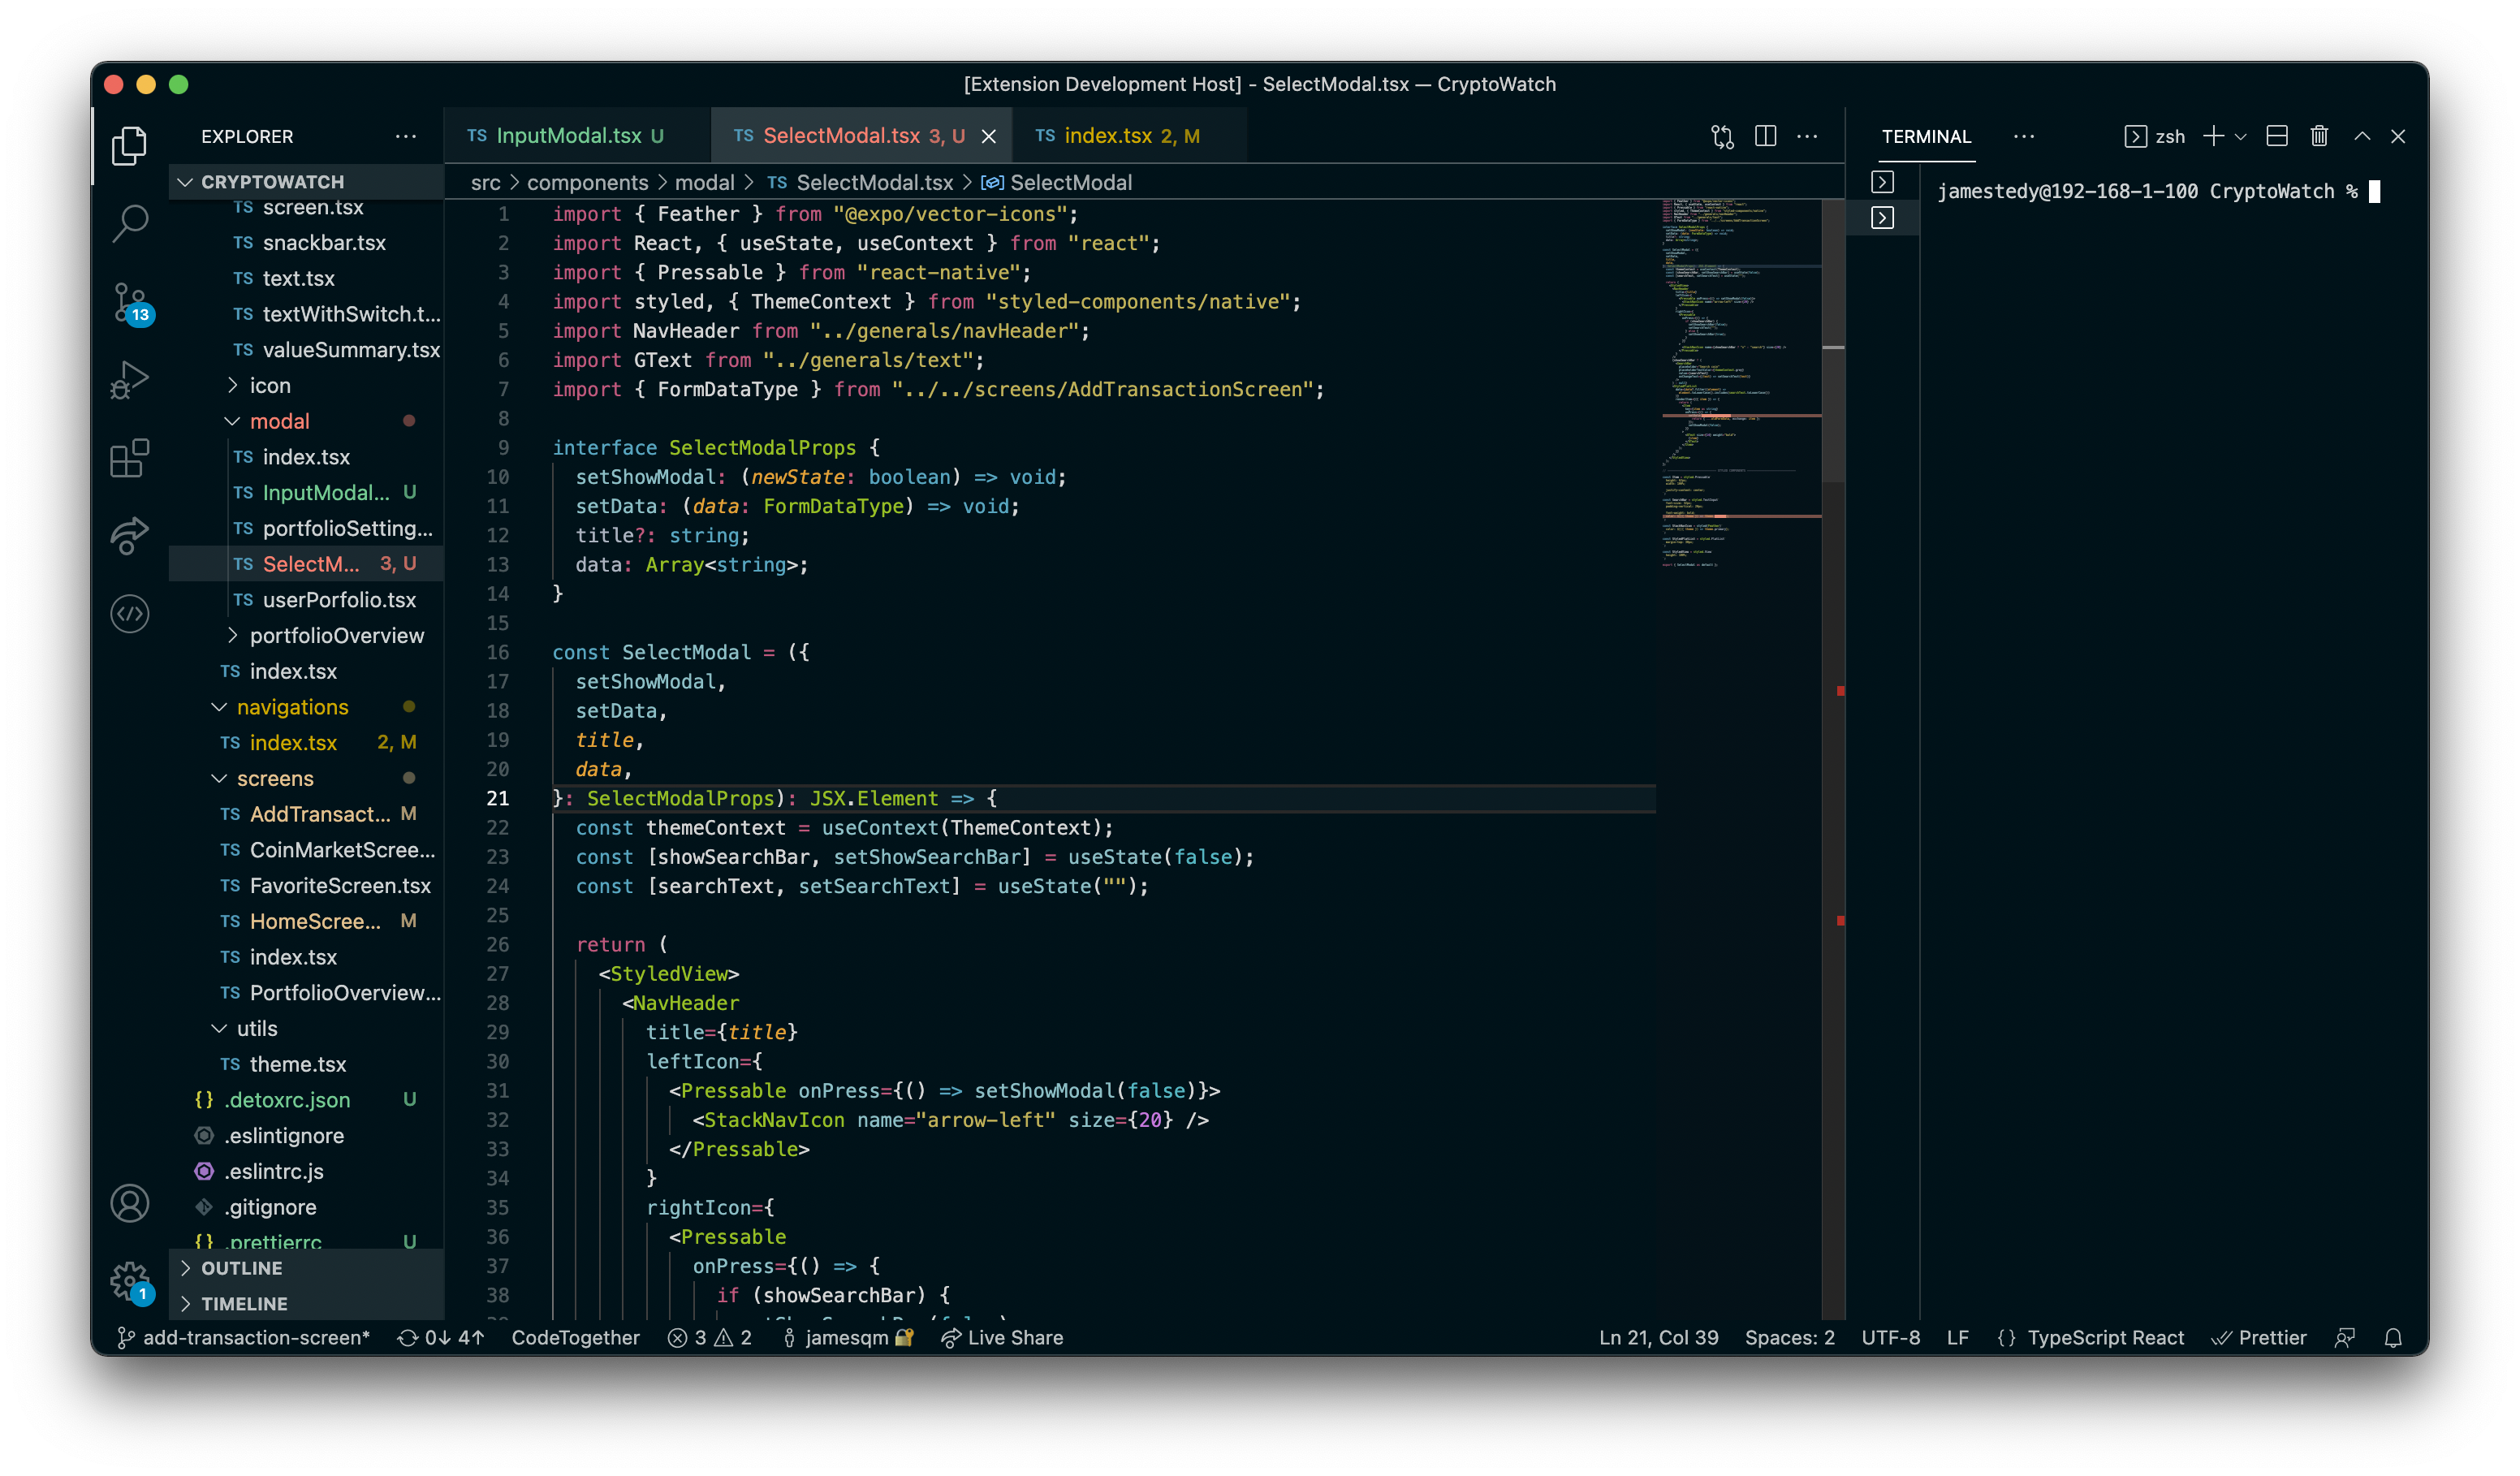 [Extension Development Host] - SelectModal.tsx — CryptoWatch
EXPLORER
CRYPTOWATCH
TS screen.tsx
TS snackbar.tsx
TS text.tsx
TS textWithSwitch.t...
TS valueSummary.tsx
icon
modal
TS index.tsx
TS InputModal... U
TS portfolioSetting...
TS SelectM... 3, U
TS userPorfolio.tsx
portfolioOverview
TS index.tsx
navigations
TS index.tsx 2, M
screens
TS AddTransact... M
TS CoinMarketScree...
TS FavoriteScreen.tsx
TS HomeScree... M
TS index.tsx
TS PortfolioOverview...
utils
TS theme.tsx
{} .detoxrc.json U
.eslintignore
.eslintrc.js
.gitignore
{} .prettierrc U
OUTLINE
TIMELINE
13
1
TS InputModal.tsx U
TS SelectModal.tsx 3, U
TS index.tsx 2, M
src > components > modal > TS SelectModal.tsx > SelectModal
1 import { Feather } from "@expo/vector-icons";
2 import React, { useState, useContext } from "react";
3 import { Pressable } from "react-native";
4 import styled, { ThemeContext } from "styled-components/native";
5 import NavHeader from "../generals/navHeader";
6 import GText from "../generals/text";
7 import { FormDataType } from "../../screens/AddTransactionScreen";
8
9 interface SelectModalProps {
10 setShowModal: (newState: boolean) => void;
11 setData: (data: FormDataType) => void;
12 title?: string;
13 data: Array<string>;
14 }
15
16 const SelectModal = ({
17 setShowModal,
18 setData,
19 title,
20 data,
21 }: SelectModalProps): JSX.Element => {
22 const themeContext = useContext(ThemeContext);
23 const [showSearchBar, setShowSearchBar] = useState(false);
24 const [searchText, setSearchText] = useState("");
25
26 return (
27 <StyledView>
28 <NavHeader
29 title={title}
30 leftIcon={
31 <Pressable onPress={() => setShowModal(false)}>
32 <StackNavIcon name="arrow-left" size={20} />
33 </Pressable>
34 }
35 rightIcon={
36 <Pressable
37 onPress={() => {
38 if (showSearchBar) {
TERMINAL
zsh
jamestedy@192-168-1-100 CryptoWatch %
add-transaction-screen* 0↓ 4↑ CodeTogether 3 2 jamesqm Live Share
Ln 21, Col 39 Spaces: 2 UTF-8 LF {} TypeScript React Prettier